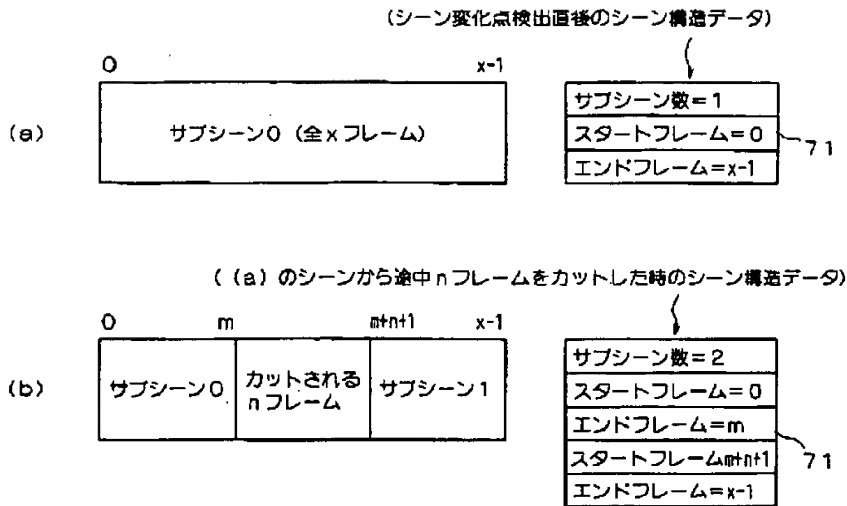 (シーン変化点検出直後のシーン構造データ)
0 x-1
(a)
サブシーン0 (全xフレーム)
サブシーン数=1
スタートフレーム=0
エンドフレーム=x-1
71
((a)のシーンから途中nフレームをカットした時のシーン構造データ)
0 m m+n+1 x-1
(b)
サブシーン0
カットされる
nフレーム
サブシーン1
サブシーン数=2
スタートフレーム=0
エンドフレーム=m
スタートフレームm+n+1
エンドフレーム=x-1
71